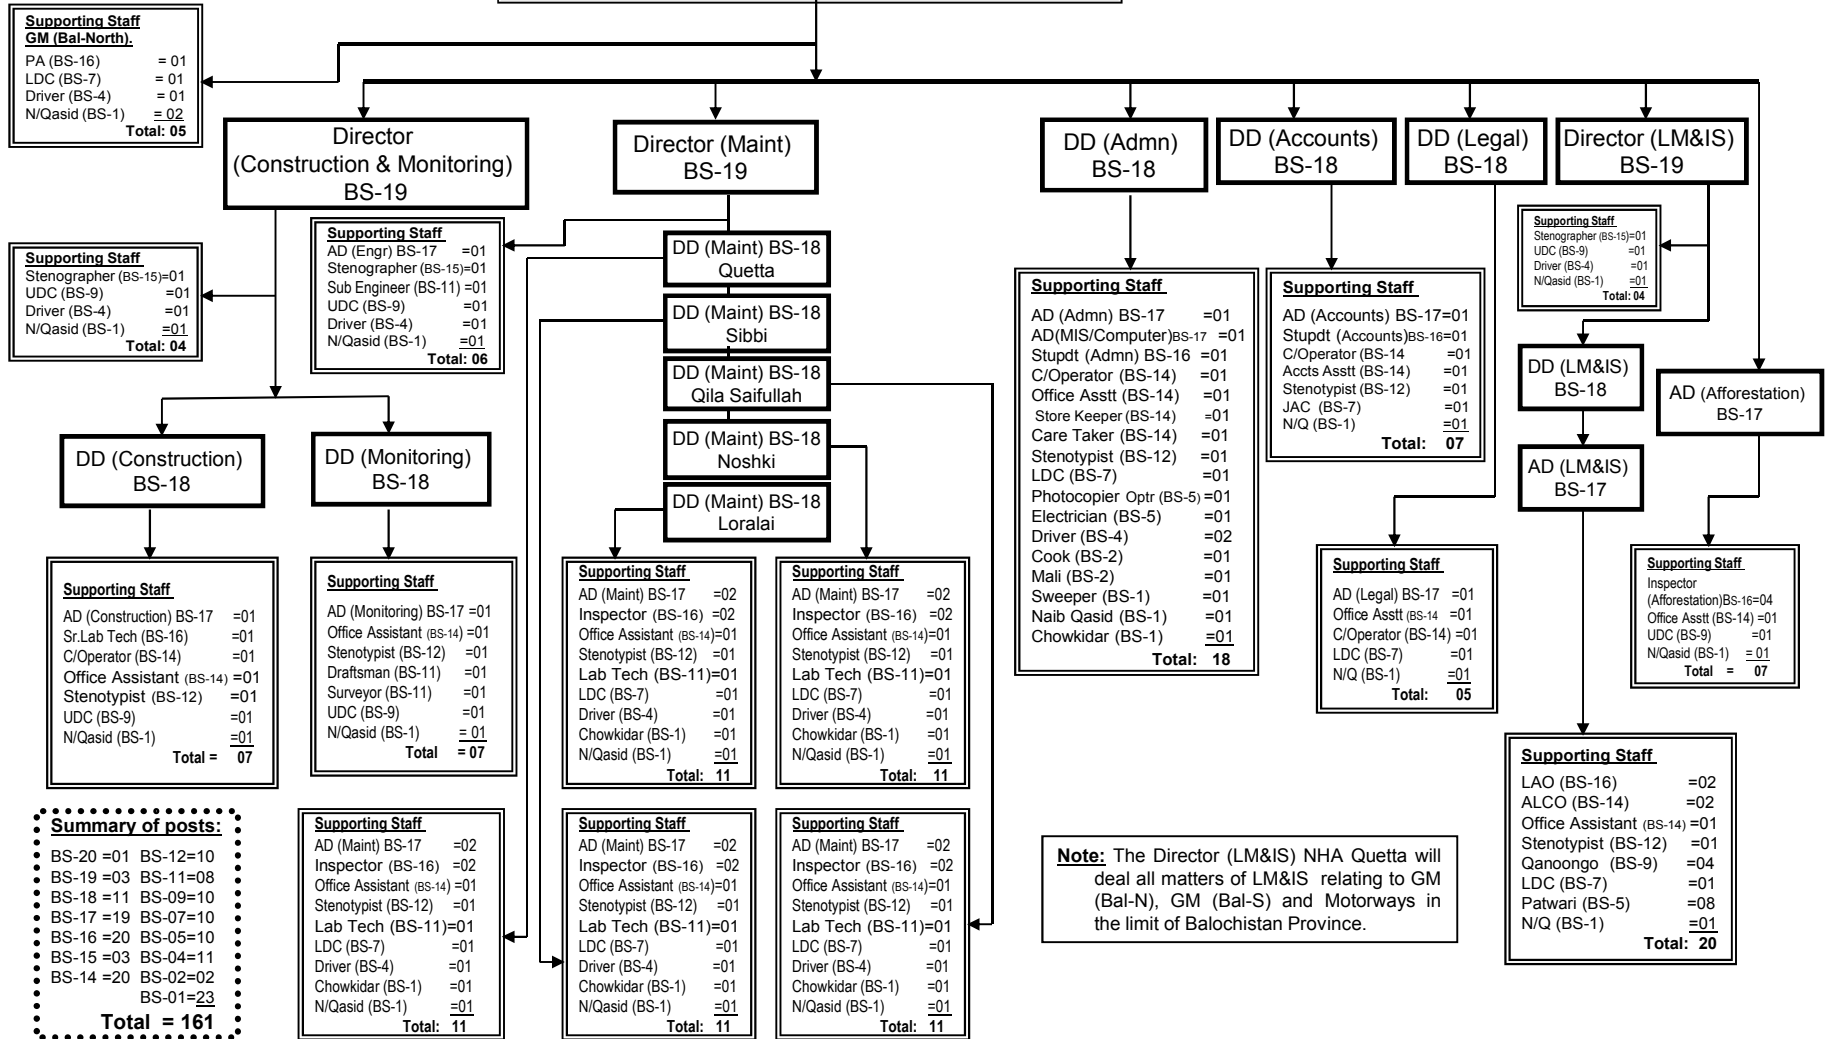 Supporting Staff
GM (Bal-North).
PA (BS-16) = 01
LDC (BS-7) = 01
Driver (BS-4) = 01
N/Qasid (BS-1) = 02
Total: 05
Director
(Construction & Monitoring)
BS-19
Director (Maint)
BS-19
DD (Admn)
BS-18
DD (Accounts)
BS-18
DD (Legal)
BS-18
Director (LM&IS)
BS-19
Supporting Staff
Stenographer (BS-15)=01
UDC (BS-9) =01
Driver (BS-4) =01
N/Qasid (BS-1) =01
Total: 04
Supporting Staff
AD (Engr) BS-17 =01
Stenographer (BS-15)=01
Sub Engineer (BS-11) =01
UDC (BS-9) =01
Driver (BS-4) =01
N/Qasid (BS-1) =01
Total: 06
DD (Maint) BS-18
Quetta
DD (Maint) BS-18
Sibbi
DD (Maint) BS-18
Qila Saifullah
DD (Maint) BS-18
Noshki
DD (Maint) BS-18
Loralai
Supporting Staff
AD (Admn) BS-17 =01
AD(MIS/Computer)BS-17 =01
Stupdt (Admn) BS-16 =01
C/Operator (BS-14) =01
Office Asstt (BS-14) =01
Store Keeper (BS-14) =01
Care Taker (BS-14) =01
Stenotypist (BS-12) =01
LDC (BS-7) =01
Photocopier Optr (BS-5) =01
Electrician (BS-5) =01
Driver (BS-4) =02
Cook (BS-2) =01
Mali (BS-2) =01
Sweeper (BS-1) =01
Naib Qasid (BS-1) =01
Chowkidar (BS-1) =01
Total: 18
Supporting Staff
AD (Accounts) BS-17=01
Stupdt (Accounts)BS-16=01
C/Operator (BS-14 =01
Accts Asstt (BS-14) =01
Stenotypist (BS-12) =01
JAC (BS-7) =01
N/Q (BS-1) =01
Total: 07
Supporting Staff
Stenographer (BS-15)=01
UDC (BS-9) =01
Driver (BS-4) =01
N/Qasid (BS-1) =01
Total: 04
DD (LM&IS)
BS-18
AD (Afforestation)
BS-17
AD (LM&IS)
BS-17
DD (Construction)
BS-18
DD (Monitoring)
BS-18
Supporting Staff
AD (Construction) BS-17 =01
Sr.Lab Tech (BS-16) =01
C/Operator (BS-14) =01
Office Assistant (BS-14) =01
Stenotypist (BS-12) =01
UDC (BS-9) =01
N/Qasid (BS-1) =01
Total = 07
Supporting Staff
AD (Monitoring) BS-17 =01
Office Assistant (BS-14) =01
Stenotypist (BS-12) =01
Draftsman (BS-11) =01
Surveyor (BS-11) =01
UDC (BS-9) =01
N/Qasid (BS-1) = 01
Total = 07
Supporting Staff
AD (Maint) BS-17 =02
Inspector (BS-16) =02
Office Assistant (BS-14)=01
Stenotypist (BS-12) =01
Lab Tech (BS-11)=01
LDC (BS-7) =01
Driver (BS-4) =01
Chowkidar (BS-1) =01
N/Qasid (BS-1) =01
Total: 11
Supporting Staff
AD (Maint) BS-17 =02
Inspector (BS-16) =02
Office Assistant (BS-14)=01
Stenotypist (BS-12) =01
Lab Tech (BS-11)=01
LDC (BS-7) =01
Driver (BS-4) =01
Chowkidar (BS-1) =01
N/Qasid (BS-1) =01
Total: 11
Supporting Staff
AD (Legal) BS-17 =01
Office Asstt (BS-14 =01
C/Operator (BS-14) =01
LDC (BS-7) =01
N/Q (BS-1) =01
Total: 05
Supporting Staff
Inspector
(Afforestation)BS-16=04
Office Asstt (BS-14) =01
UDC (BS-9) =01
N/Qasid (BS-1) = 01
Total = 07
Summary of posts:
BS-20 =01 BS-12=10
BS-19 =03 BS-11=08
BS-18 =11 BS-09=10
BS-17 =19 BS-07=10
BS-16 =20 BS-05=10
BS-15 =03 BS-04=11
BS-14 =20 BS-02=02
BS-01=23
Total = 161
Supporting Staff
AD (Maint) BS-17 =02
Inspector (BS-16) =02
Office Assistant (BS-14) =01
Stenotypist (BS-12) =01
Lab Tech (BS-11)=01
LDC (BS-7) =01
Driver (BS-4) =01
Chowkidar (BS-1) =01
N/Qasid (BS-1) =01
Total: 11
Supporting Staff
AD (Maint) BS-17 =02
Inspector (BS-16) =02
Office Assistant (BS-14)=01
Stenotypist (BS-12) =01
Lab Tech (BS-11)=01
LDC (BS-7) =01
Driver (BS-4) =01
Chowkidar (BS-1) =01
N/Qasid (BS-1) =01
Total: 11
Supporting Staff
AD (Maint) BS-17 =02
Inspector (BS-16) =02
Office Assistant (BS-14)=01
Stenotypist (BS-12) =01
Lab Tech (BS-11)=01
LDC (BS-7) =01
Driver (BS-4) =01
Chowkidar (BS-1) =01
N/Qasid (BS-1) =01
Total: 11
Note: The Director (LM&IS) NHA Quetta will
deal all matters of LM&IS relating to GM
(Bal-N), GM (Bal-S) and Motorways in
the limit of Balochistan Province.
Supporting Staff
LAO (BS-16) =02
ALCO (BS-14) =02
Office Assistant (BS-14) =01
Stenotypist (BS-12) =01
Qanoongo (BS-9) =04
LDC (BS-7) =01
Patwari (BS-5) =08
N/Q (BS-1) =01
Total: 20